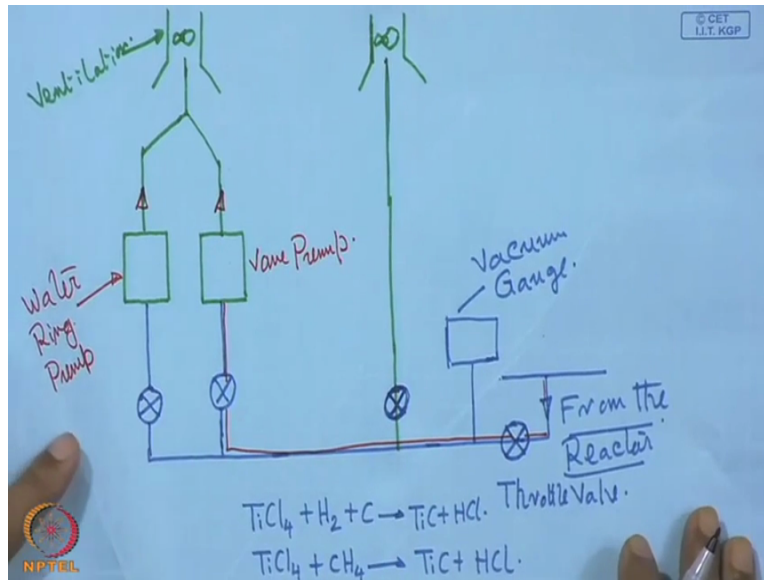 © CET
I.I.T. KGP
Ventilation.
Water
Ring
Pump
Vane Pump.
Vacuum
Gauge.
From the
Reactor
Throttle Valve.
TiCl₄ + H₂ + C → TiC + HCl.
TiCl₄ + CH₄ → TiC + HCl.
NPTEL